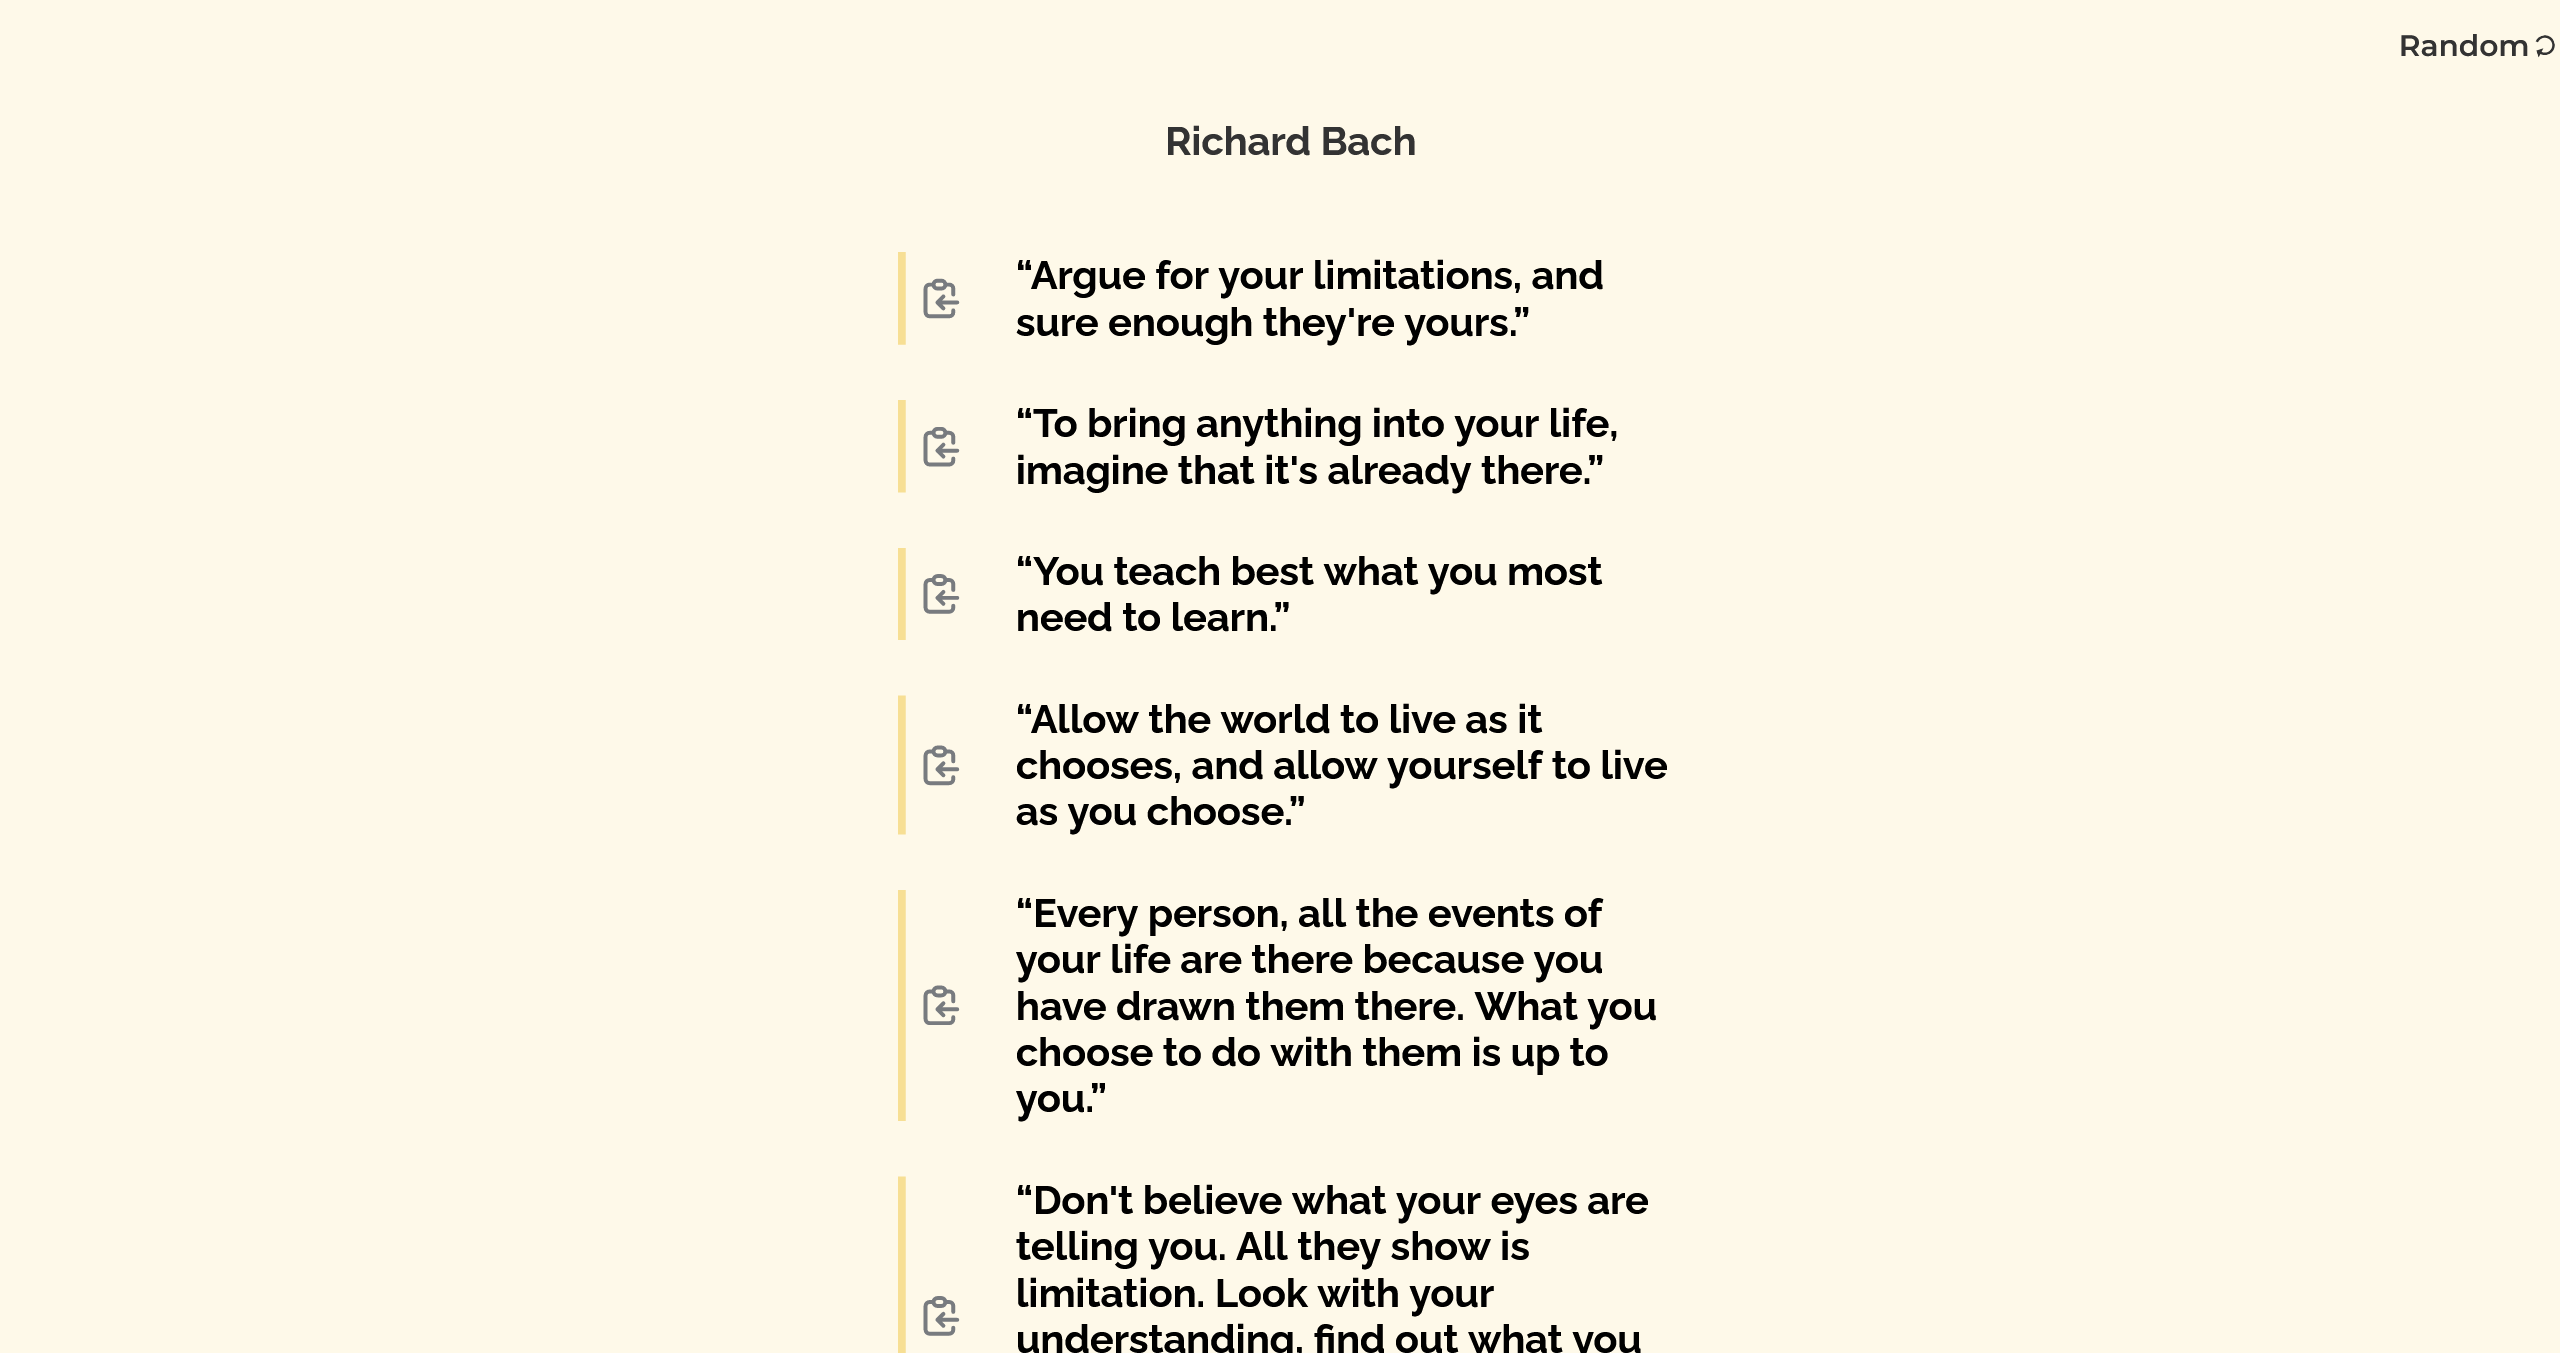 Random
Richard Bach
“Argue for your limitations, and
sure enough they're yours.”
“To bring anything into your life,
imagine that it's already there.”
“You teach best what you most
need to learn.”
“Allow the world to live as it
chooses, and allow yourself to live
as you choose.”
“Every person, all the events of
your life are there because you
have drawn them there. What you
choose to do with them is up to
you.”
“Don't believe what your eyes are
telling you. All they show is
limitation. Look with your
understanding, find out what you